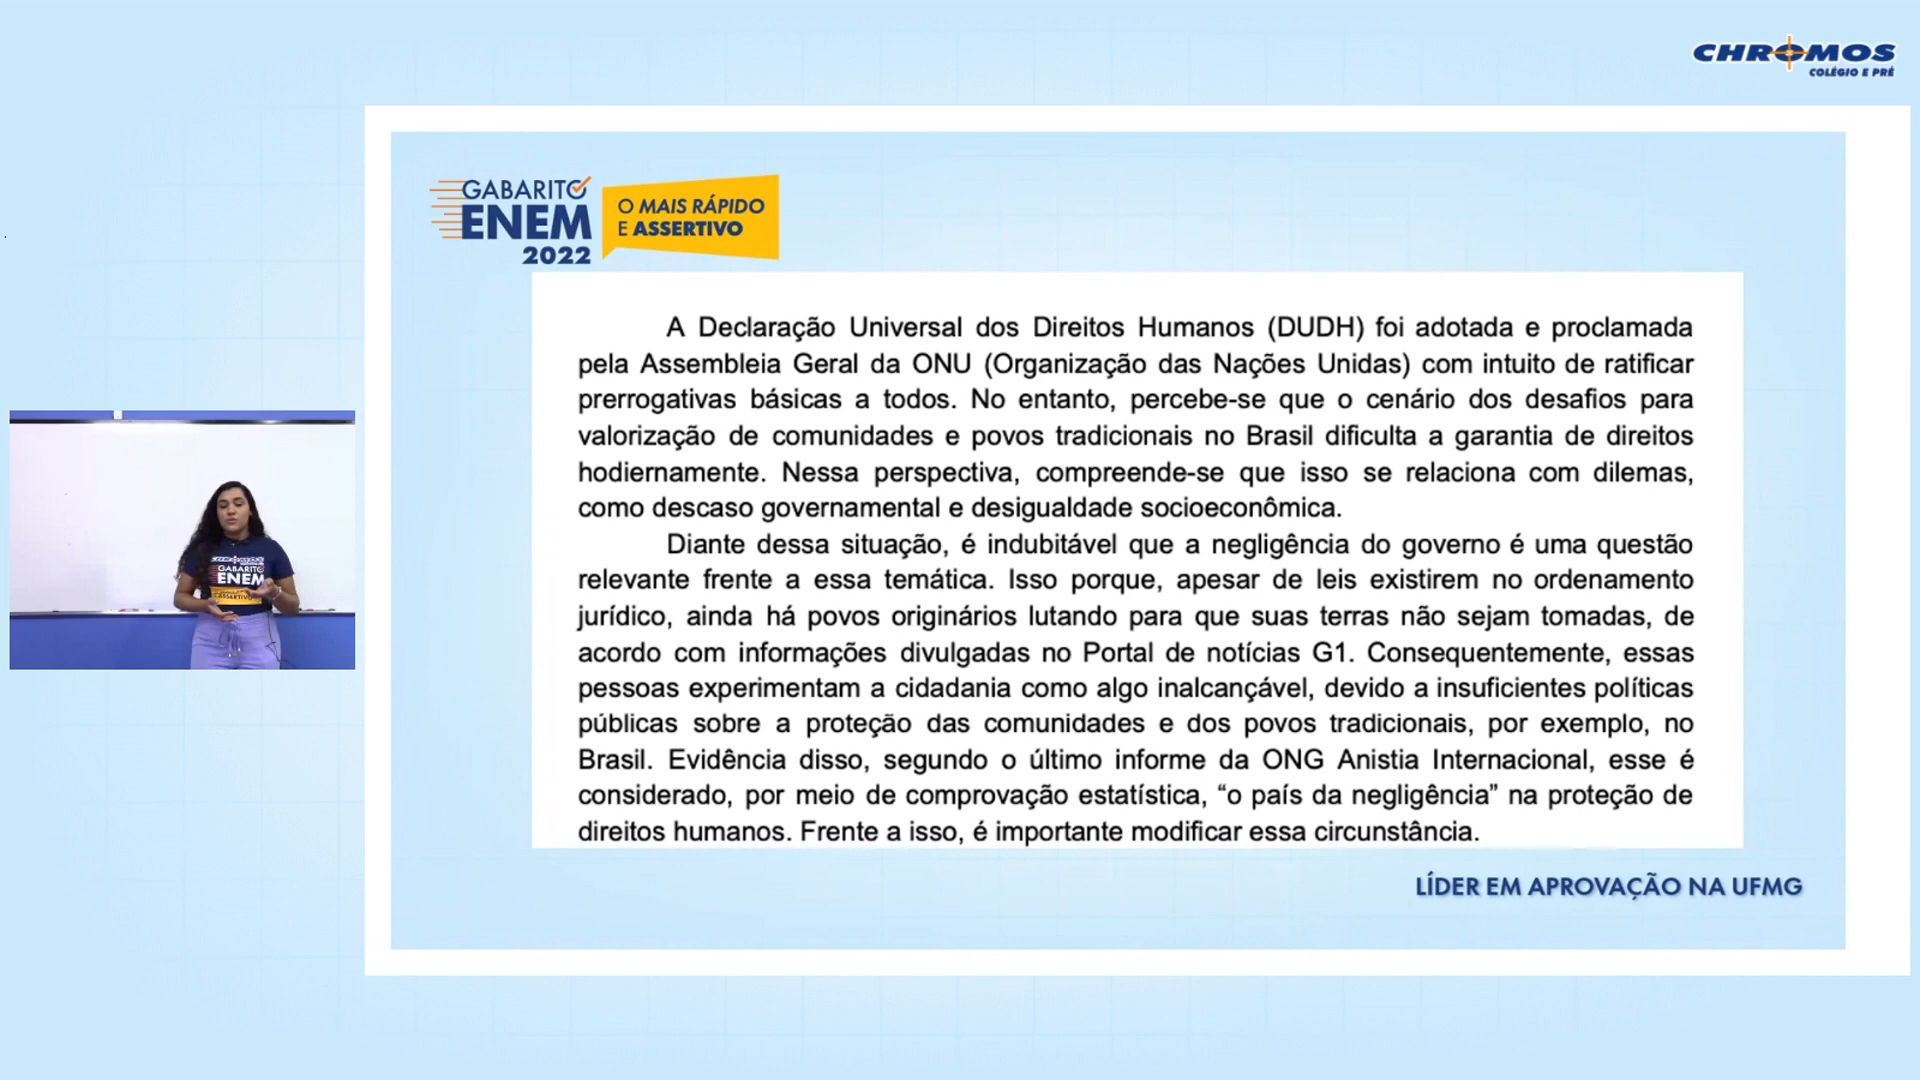 CHROMOS
COLÉGIO E PRÉ
GABARITO
ENEM
2022
O MAIS RÁPIDO
E ASSERTIVO
A Declaração Universal dos Direitos Humanos (DUDH) foi adotada e proclamada
pela Assembleia Geral da ONU (Organização das Nações Unidas) com intuito de ratificar
prerrogativas básicas a todos. No entanto, percebe-se que o cenário dos desafios para
valorização de comunidades e povos tradicionais no Brasil dificulta a garantia de direitos
hodiernamente. Nessa perspectiva, compreende-se que isso se relaciona com dilemas,
como descaso governamental e desigualdade socioeconômica.
Diante dessa situação, é indubitável que a negligência do governo é uma questão
relevante frente a essa temática. Isso porque, apesar de leis existirem no ordenamento
jurídico, ainda há povos originários lutando para que suas terras não sejam tomadas, de
acordo com informações divulgadas no Portal de notícias G1. Consequentemente, essas
pessoas experimentam a cidadania como algo inalcançável, devido a insuficientes políticas
públicas sobre a proteção das comunidades e dos povos tradicionais, por exemplo, no
Brasil. Evidência disso, segundo o último informe da ONG Anistia Internacional, esse é
considerado, por meio de comprovação estatística, “o país da negligência” na proteção de
direitos humanos. Frente a isso, é importante modificar essa circunstância.
LÍDER EM APROVAÇÃO NA UFMG
CHROMOS
GABARITO
ENEM